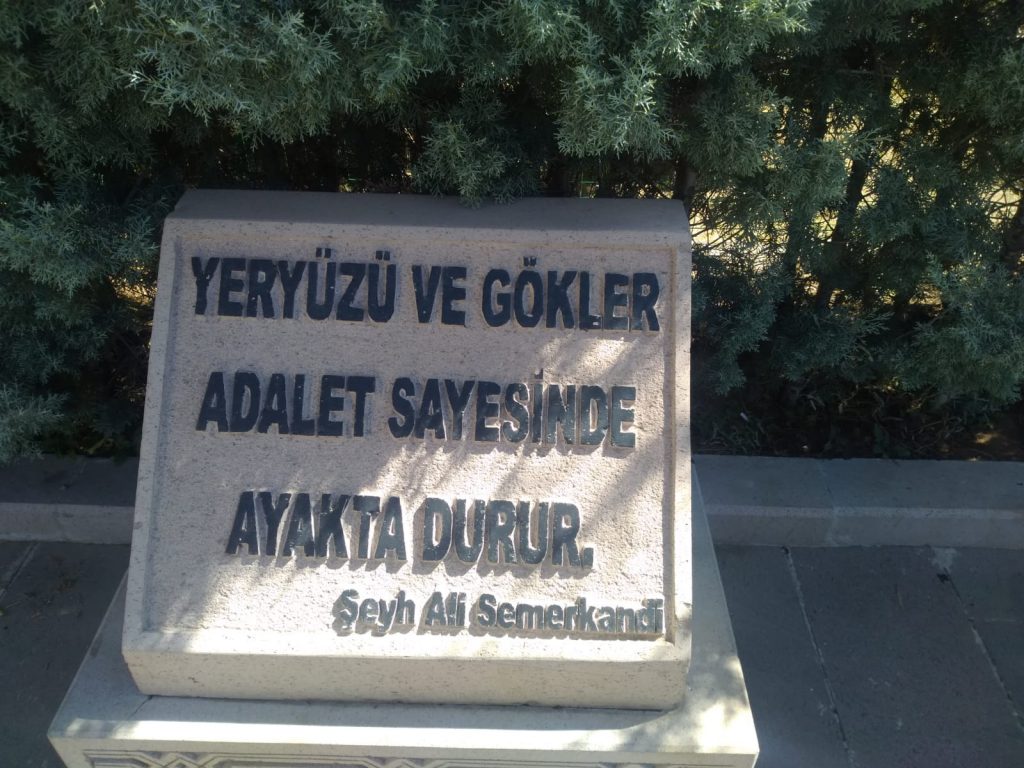 YERYÜZÜ VE GÖKLER
ADALET SAYESİNDE
AYAKTA DURUR.
Şeyh Ali Semerkandi